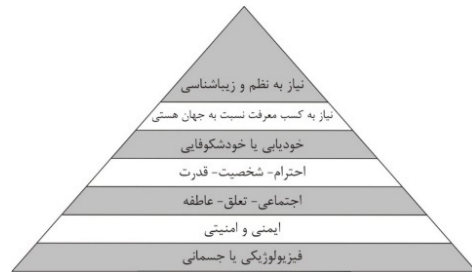 نیاز به نظم و زیباشناسی
نیاز به کسب معرفت نسبت به جهان هستی
خودیابی یا خودشکوفایی
احترام- شخصیت- قدرت
اجتماعی- تعلق- عاطفه
ایمنی و امنیتی
فیزیولوژیکی یا جسمانی